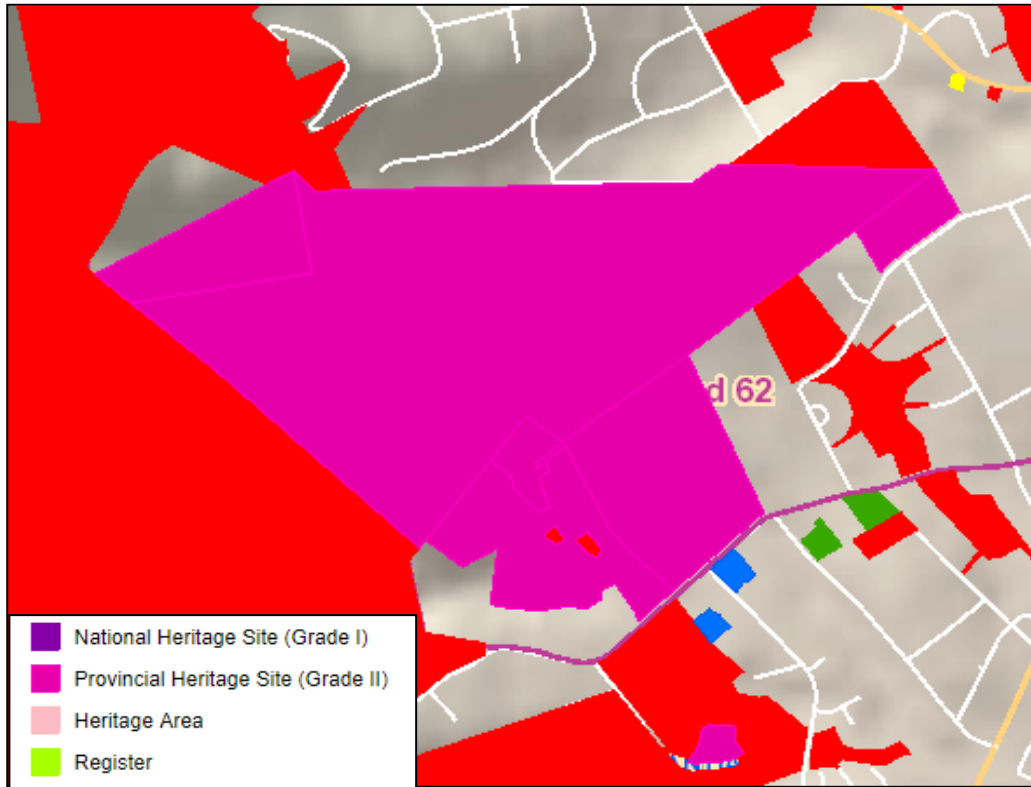 d 62
National Heritage Site (Grade I)
Provincial Heritage Site (Grade II)
Heritage Area
Register